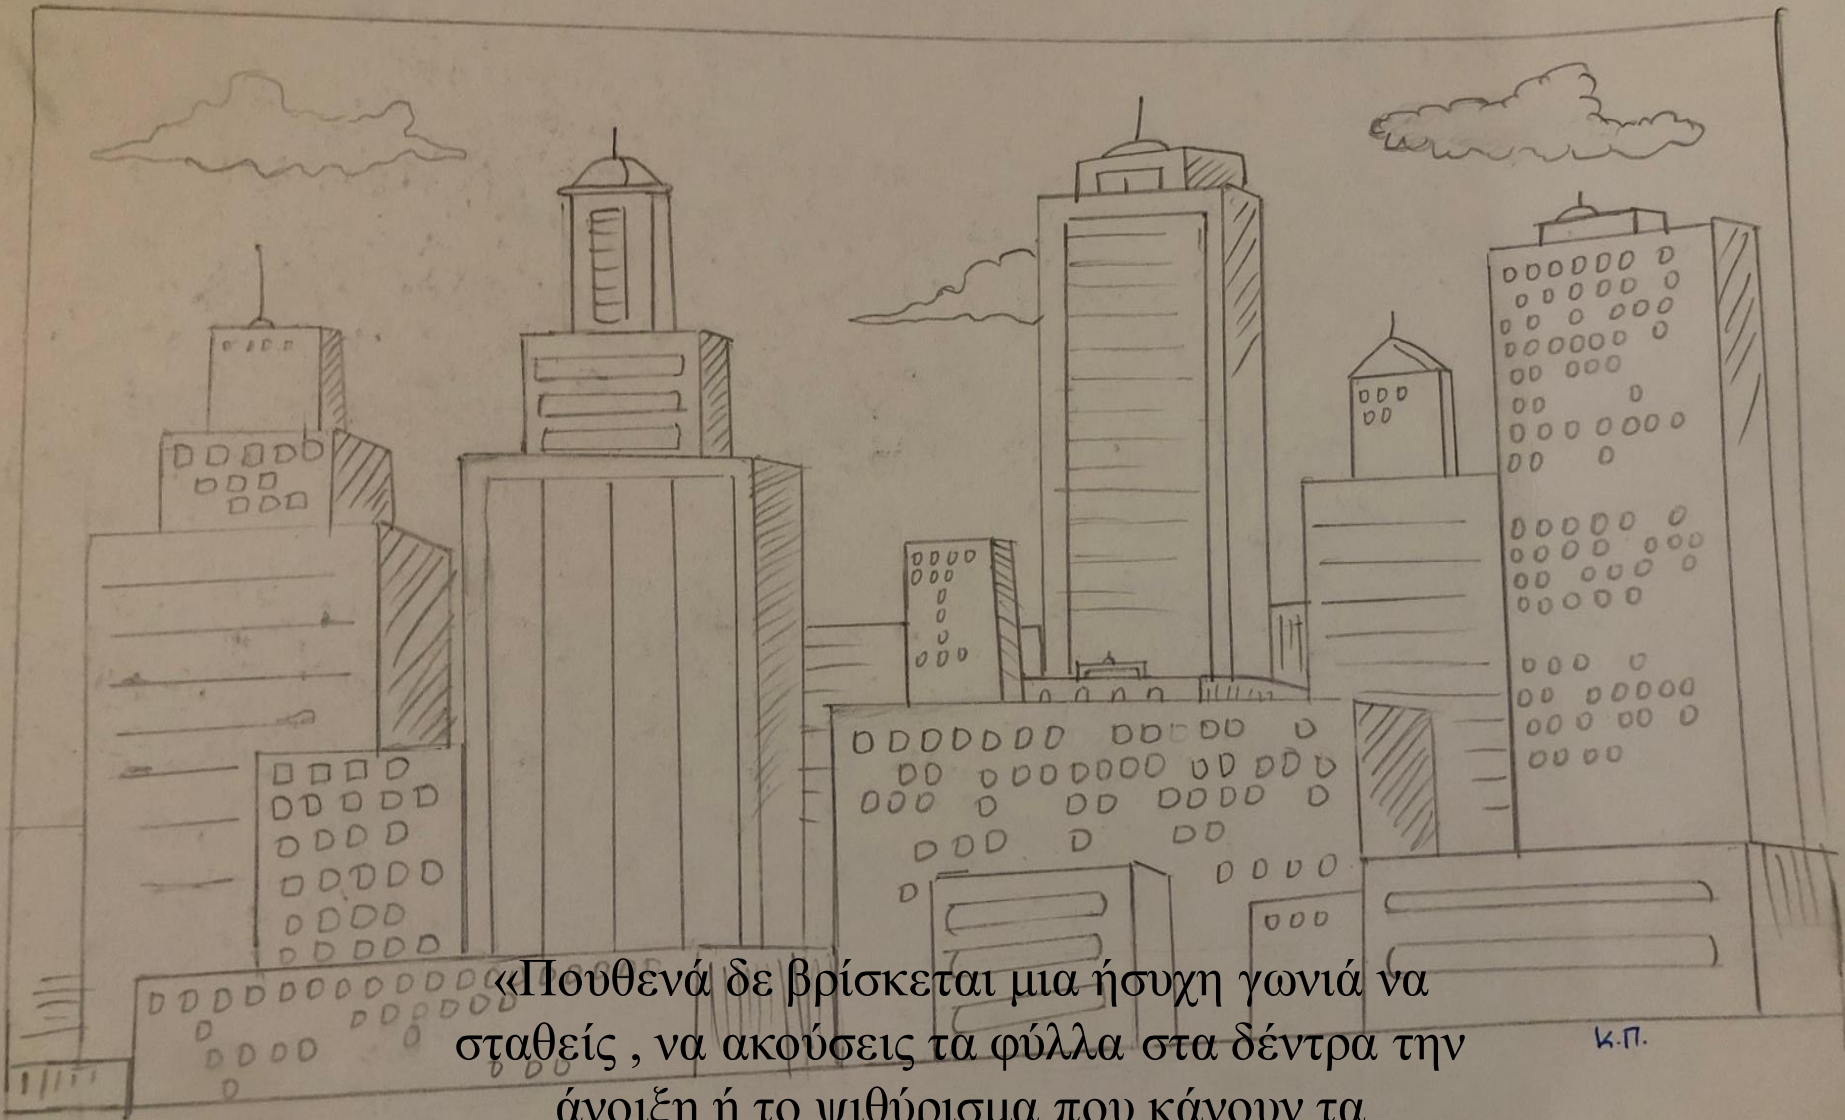 «Πουθενά δε βρίσκεται μια ήσυχη γωνιά να
σταθείς , να ακούσεις τα φύλλα στα δέντρα την
άνοιξη ή το ψιθύρισμα που κάνουν τα
Κ.Π.